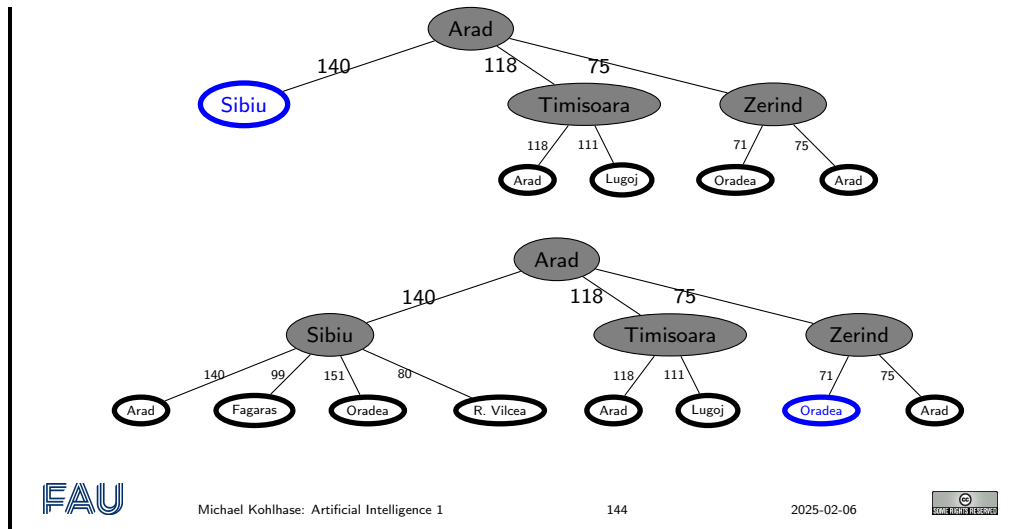 Arad
140 118 75
Sibiu Timisoara Zerind
118 111 71 75
Arad Lugoj Oradea Arad
Arad
140 118 75
Sibiu Timisoara Zerind
140 99 151 80 118 111 71 75
Arad Fagaras Oradea R. Vilcea Arad Lugoj Oradea Arad
FAU
Michael Kohlhase: Artificial Intelligence 1 144 2025-02-06
cc
SOME RIGHTS RESERVED